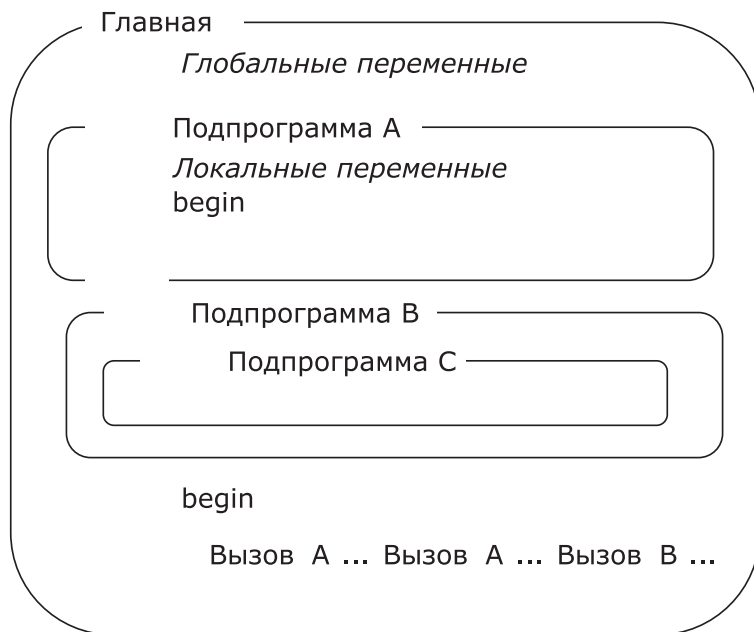 Главная
Глобальные переменные
Подпрограмма A
Локальные переменные
begin
Подпрограмма B
Подпрограмма C
begin
Вызов A ... Вызов A ... Вызов B ...